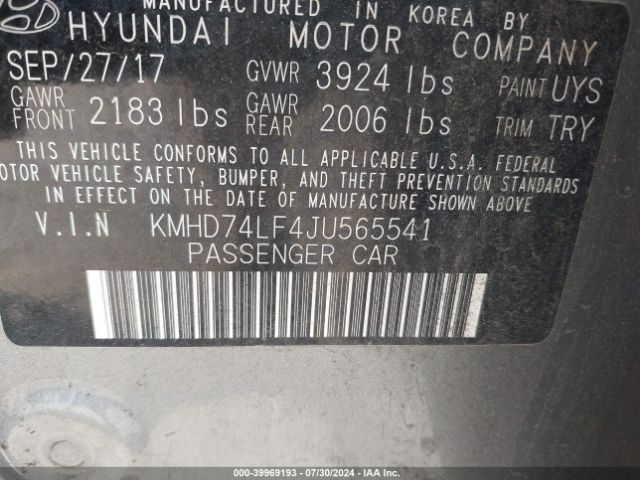 MANUFACTURED IN KOREA BY
HYUNDAI MOTOR COMPANY
SEP/27/17 GVWR 3924 lbs PAINT UYS
GAWR FRONT 2183 lbs GAWR REAR 2006 lbs TRIM TRY
THIS VEHICLE CONFORMS TO ALL APPLICABLE U.S.A. FEDERAL
MOTOR VEHICLE SAFETY, BUMPER, AND THEFT PREVENTION STANDARDS
IN EFFECT ON THE DATE OF MANUFACTURE SHOWN ABOVE
V.I.N KMHD74LF4JU565541
PASSENGER CAR
000-39969193 / 07/30/2024 - IAA Inc.